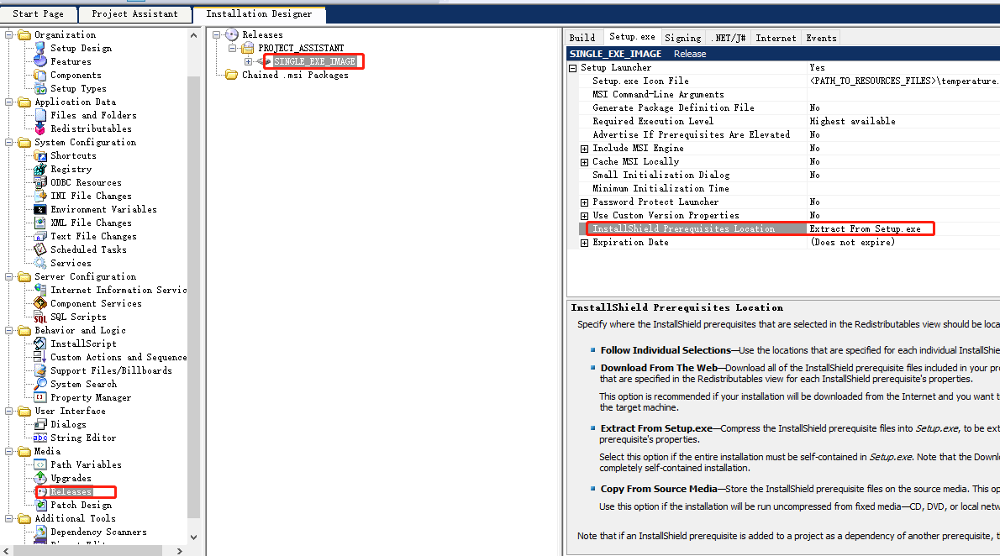 Start Page
Project Assistant
Installation Designer
Organization
Setup Design
Features
Components
Setup Types
Application Data
Files and Folders
Redistributables
System Configuration
Shortcuts
Registry
ODBC Resources
INI File Changes
Environment Variables
XML File Changes
Text File Changes
Scheduled Tasks
Services
Server Configuration
Internet Information Servic
Component Services
SQL Scripts
Behavior and Logic
InstallScript
Custom Actions and Sequence
Support Files/Billboards
System Search
Property Manager
User Interface
Dialogs
String Editor
Media
Path Variables
Upgrades
Releases
Patch Design
Additional Tools
Dependency Scanners
Releases
PROJECT_ASSISTANT
SINGLE_EXE_IMAGE
Chained .msi Packages
Build
Setup.exe
Signing
.NET/J#
Internet
Events
SINGLE_EXE_IMAGE Release
Setup Launcher Yes
Setup.exe Icon File <PATH_TO_RESOURCES_FILES>\temperature.
MSI Command-Line Arguments
Generate Package Definition File No
Required Execution Level Highest available
Advertise If Prerequisites Are Elevated No
Include MSI Engine No
Cache MSI Locally No
Small Initialization Dialog No
Minimum Initialization Time
Password Protect Launcher No
Use Custom Version Properties No
InstallShield Prerequisites Location Extract From Setup.exe
Expiration Date (Does not expire)
InstallShield Prerequisites Location
Specify where the InstallShield prerequisites that are selected in the Redistributables view should be loca
Follow Individual Selections—Use the locations that are specified for each individual InstallShie
Download From The Web—Download all of the InstallShield prerequisite files included in your pro
that are specified in the Redistributables view for each InstallShield prerequisite's properties.
This option is recommended if your installation will be downloaded from the Internet and you want t
the target machine.
Extract From Setup.exe—Compress the InstallShield prerequisite files into Setup.exe, to be ext
prerequisite's properties.
Select this option if the entire installation must be self-contained in Setup.exe. Note that the Downl
completely self-contained installation.
Copy From Source Media—Store the InstallShield prerequisite files on the source media. This op
Use this option if the installation will be run uncompressed from fixed media—CD, DVD, or local netw
Note that if an InstallShield prerequisite is added to a project as a dependency of another prerequisite, t